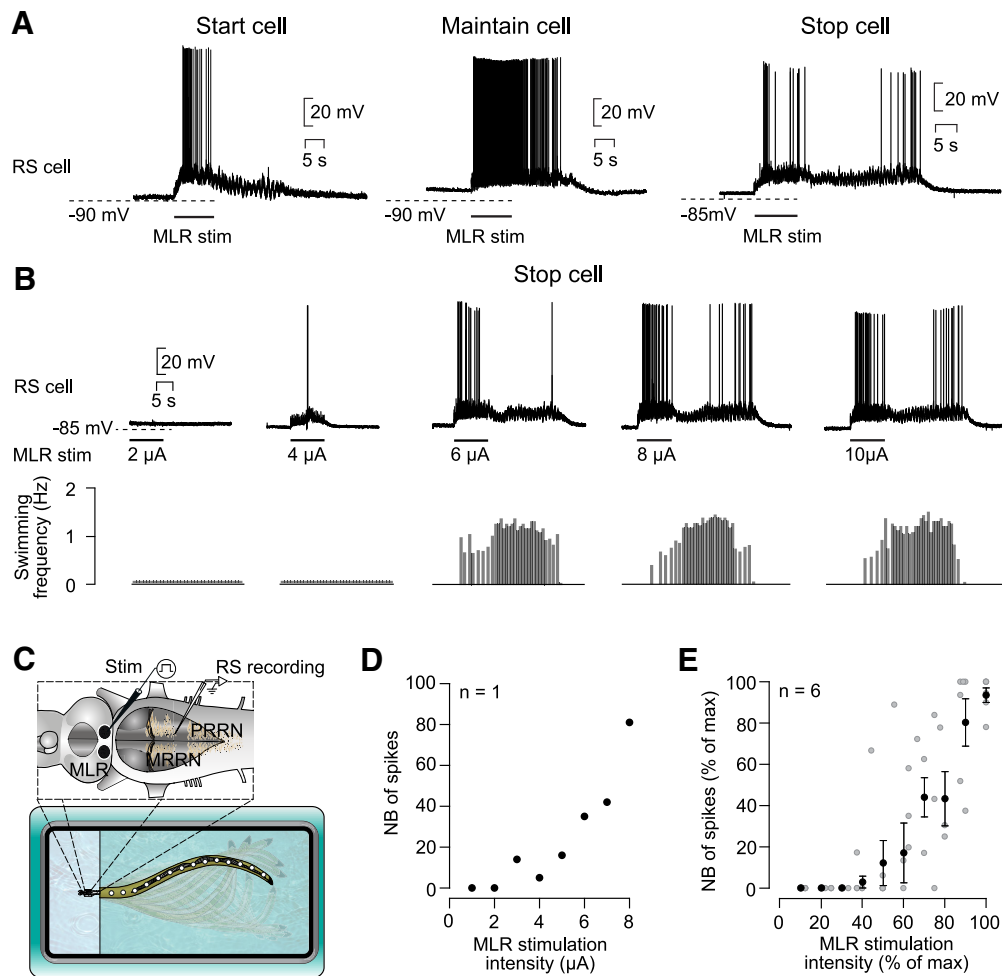 A
Start cell
Maintain cell
Stop cell
20 mV
5 s
20 mV
5 s
20 mV
5 s
RS cell
-90 mV
-90 mV
-85mV
MLR stim
MLR stim
MLR stim
B
Stop cell
20 mV
5 s
RS cell
-85 mV
MLR stim
2 µA
4 µA
6 µA
8 µA
10µA
Swimming
frequency (Hz)
2
1
0
C
Stim
RS recording
PRRN
MLR
MRRN
D
n = 1
NB of spikes
100
80
60
40
20
0
0
2
4
6
8
MLR stimulation
intensity (µA)
E
n = 6
NB of spikes (% of max)
100
80
60
40
20
0
0
20
40
60
80
100
MLR stimulation
intensity (% of max)